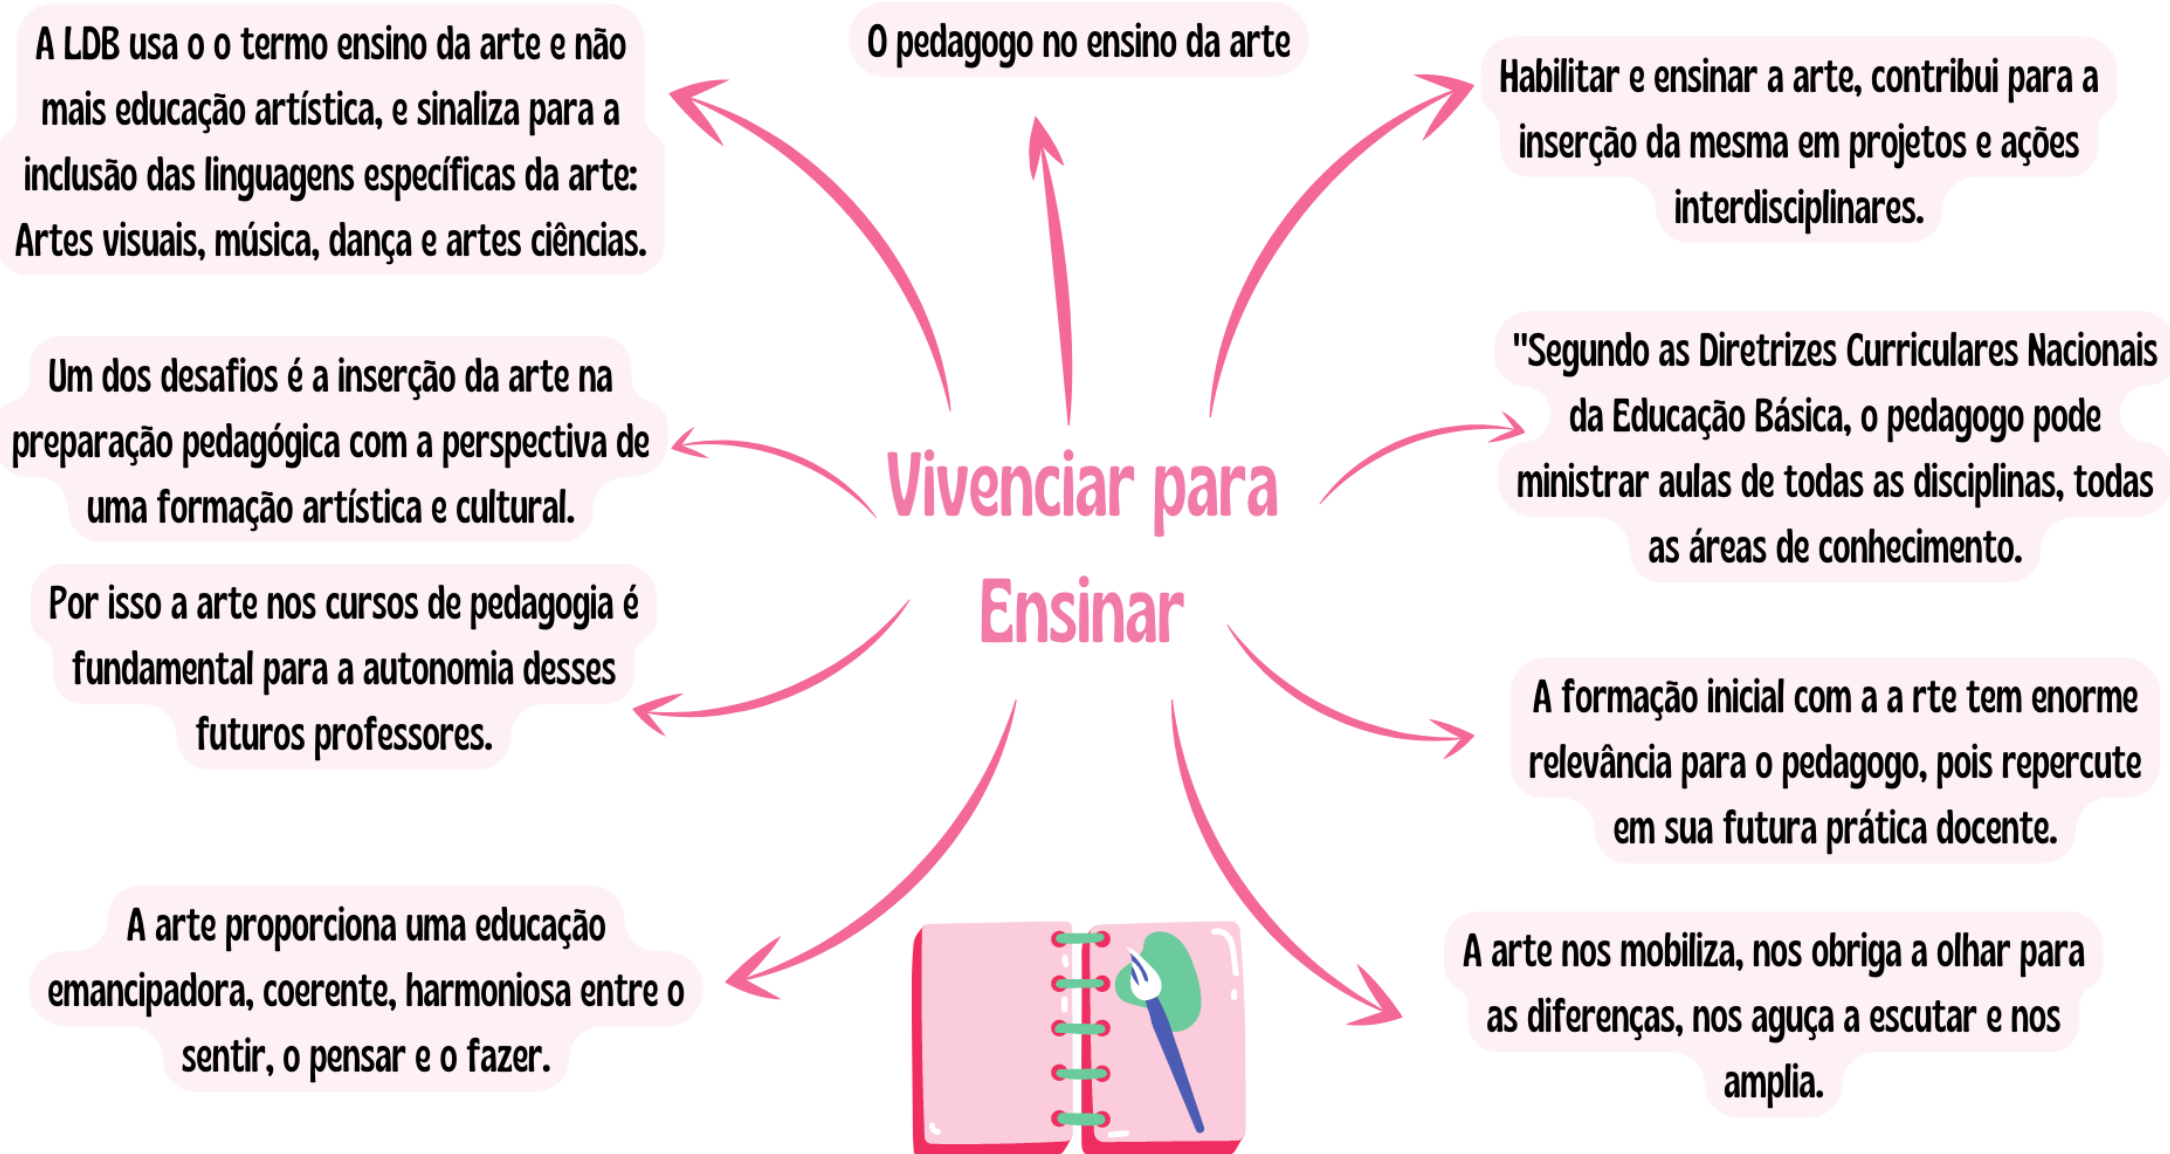 A LDB usa o o termo ensino da arte e não
mais educação artística, e sinaliza para a
inclusão das linguagens específicas da arte:
Artes visuais, música, dança e artes ciências.
O pedagogo no ensino da arte
Habilitar e ensinar a arte, contribui para a
inserção da mesma em projetos e ações
interdisciplinares.
Um dos desafios é a inserção da arte na
preparação pedagógica com a perspectiva de
uma formação artística e cultural.
"Segundo as Diretrizes Curriculares Nacionais
da Educação Básica, o pedagogo pode
ministrar aulas de todas as disciplinas, todas
as áreas de conhecimento.
Vivenciar para
Ensinar
Por isso a arte nos cursos de pedagogia é
fundamental para a autonomia desses
futuros professores.
A formação inicial com a a rte tem enorme
relevância para o pedagogo, pois repercute
em sua futura prática docente.
A arte proporciona uma educação
emancipadora, coerente, harmoniosa entre o
sentir, o pensar e o fazer.
A arte nos mobiliza, nos obriga a olhar para
as diferenças, nos aguça a escutar e nos
amplia.